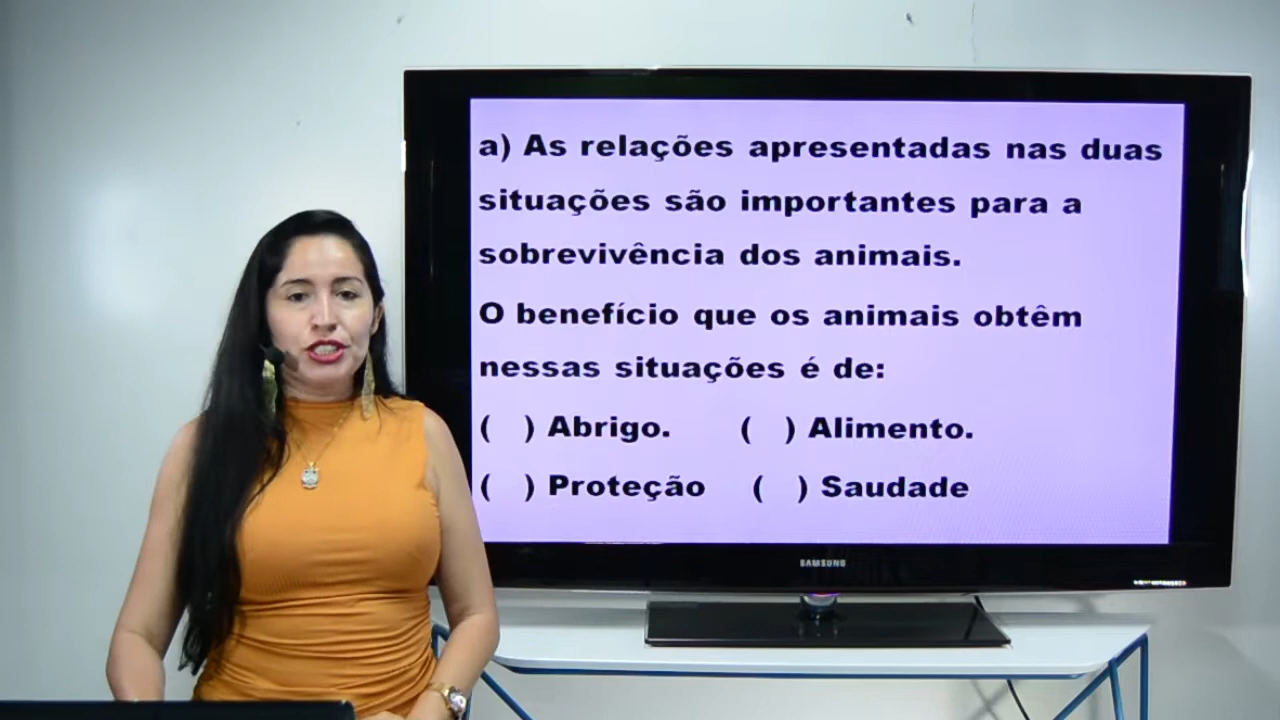 a) As relações apresentadas nas duas
situações são importantes para a
sobrevivência dos animais.
O benefício que os animais obtêm
nessas situações é de:
(   ) Abrigo.   (   ) Alimento.
(   ) Proteção   (   ) Saudade
SAMSUNG